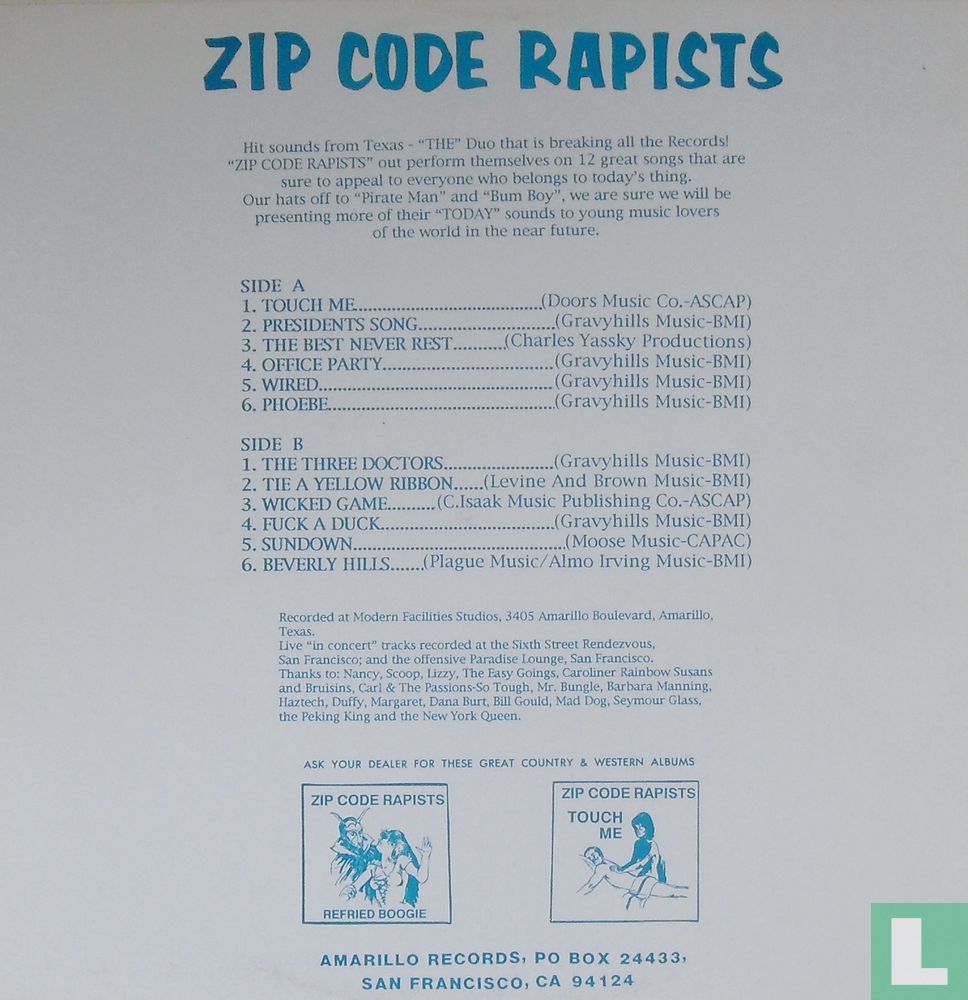 ZIP CODE RAPISTS
Hit sounds from Texas - “THE” Duo that is breaking all the Records!
“ZIP CODE RAPISTS” out perform themselves on 12 great songs that are
sure to appeal to everyone who belongs to today's thing.
Our hats off to “Pirate Man” and “Bum Boy”, we are sure we will be
presenting more of their “TODAY” sounds to young music lovers
of the world in the near future.
SIDE A
1. TOUCH ME..................................(Doors Music Co.-ASCAP)
2. PRESIDENTS SONG.........................(Gravyhills Music-BMI)
3. THE BEST NEVER REST..........(Charles Yassky Productions)
4. OFFICE PARTY...............................(Gravyhills Music-BMI)
5. WIRED...........................................(Gravyhills Music-BMI)
6. PHOEBE.........................................(Gravyhills Music-BMI)
SIDE B
1. THE THREE DOCTORS....................(Gravyhills Music-BMI)
2. TIE A YELLOW RIBBON......(Levine And Brown Music-BMI)
3. WICKED GAME.........(C.Isaak Music Publishing Co.-ASCAP)
4. FUCK A DUCK................................(Gravyhills Music-BMI)
5. SUNDOWN.......................................(Moose Music-CAPAC)
6. BEVERLY HILLS......(Plague Music/Almo Irving Music-BMI)
Recorded at Modern Facilities Studios, 3405 Amarillo Boulevard, Amarillo,
Texas.
Live “in concert” tracks recorded at the Sixth Street Rendezvous,
San Francisco; and the offensive Paradise Lounge, San Francisco.
Thanks to: Nancy, Scoop, Lizzy, The Easy Goings, Caroliner Rainbow Susans
and Bruisins, Carl & The Passions-So Tough, Mr. Bungle, Barbara Manning,
Haztech, Duffy, Margaret, Dana Burt, Bill Gould, Mad Dog, Seymour Glass,
the Peking King and the New York Queen.
ASK YOUR DEALER FOR THESE GREAT COUNTRY & WESTERN ALBUMS
ZIP CODE RAPISTS
REFRIED BOOGIE
ZIP CODE RAPISTS
TOUCH
ME
AMARILLO RECORDS, PO BOX 24433,
SAN FRANCISCO, CA 94124
L